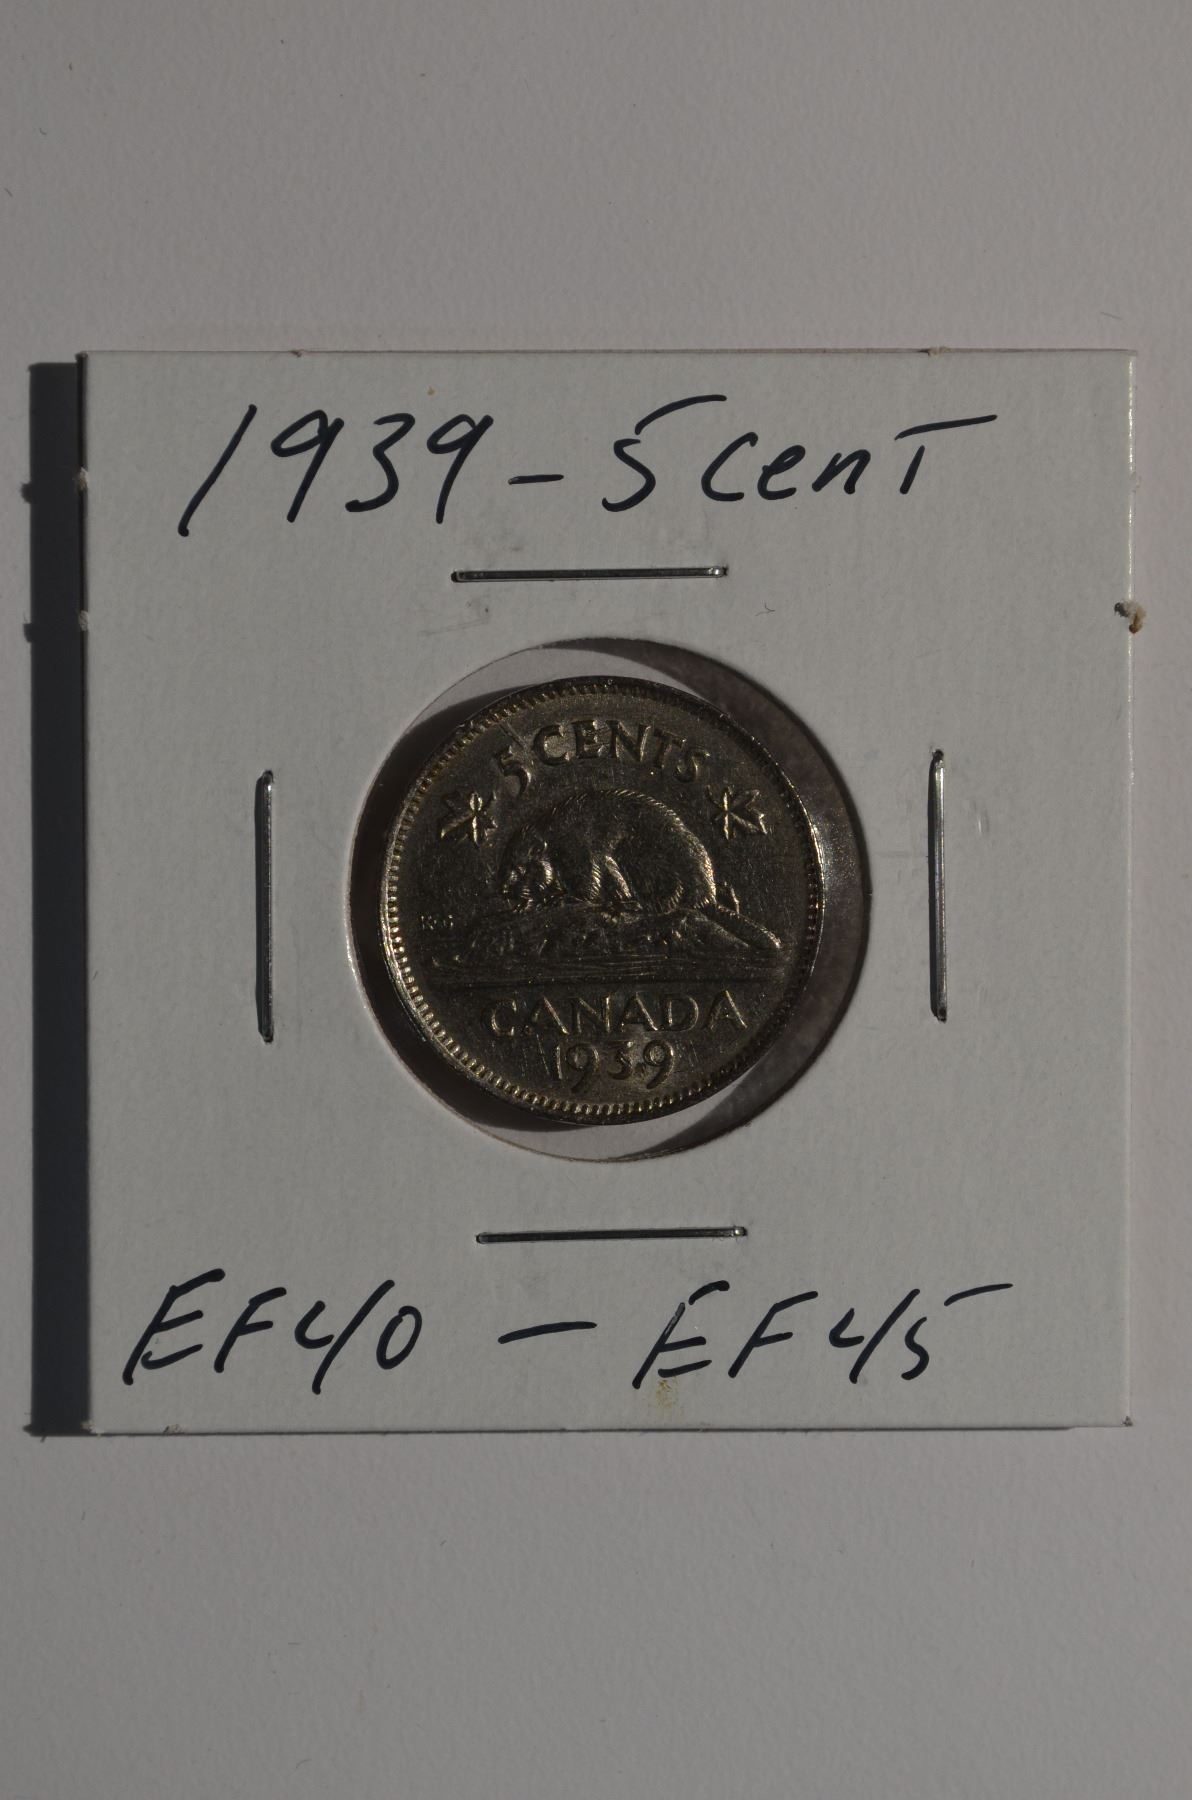 1939 - 5 cent
5 CENTS
K·G
CANADA
1939
EF40 - EF45